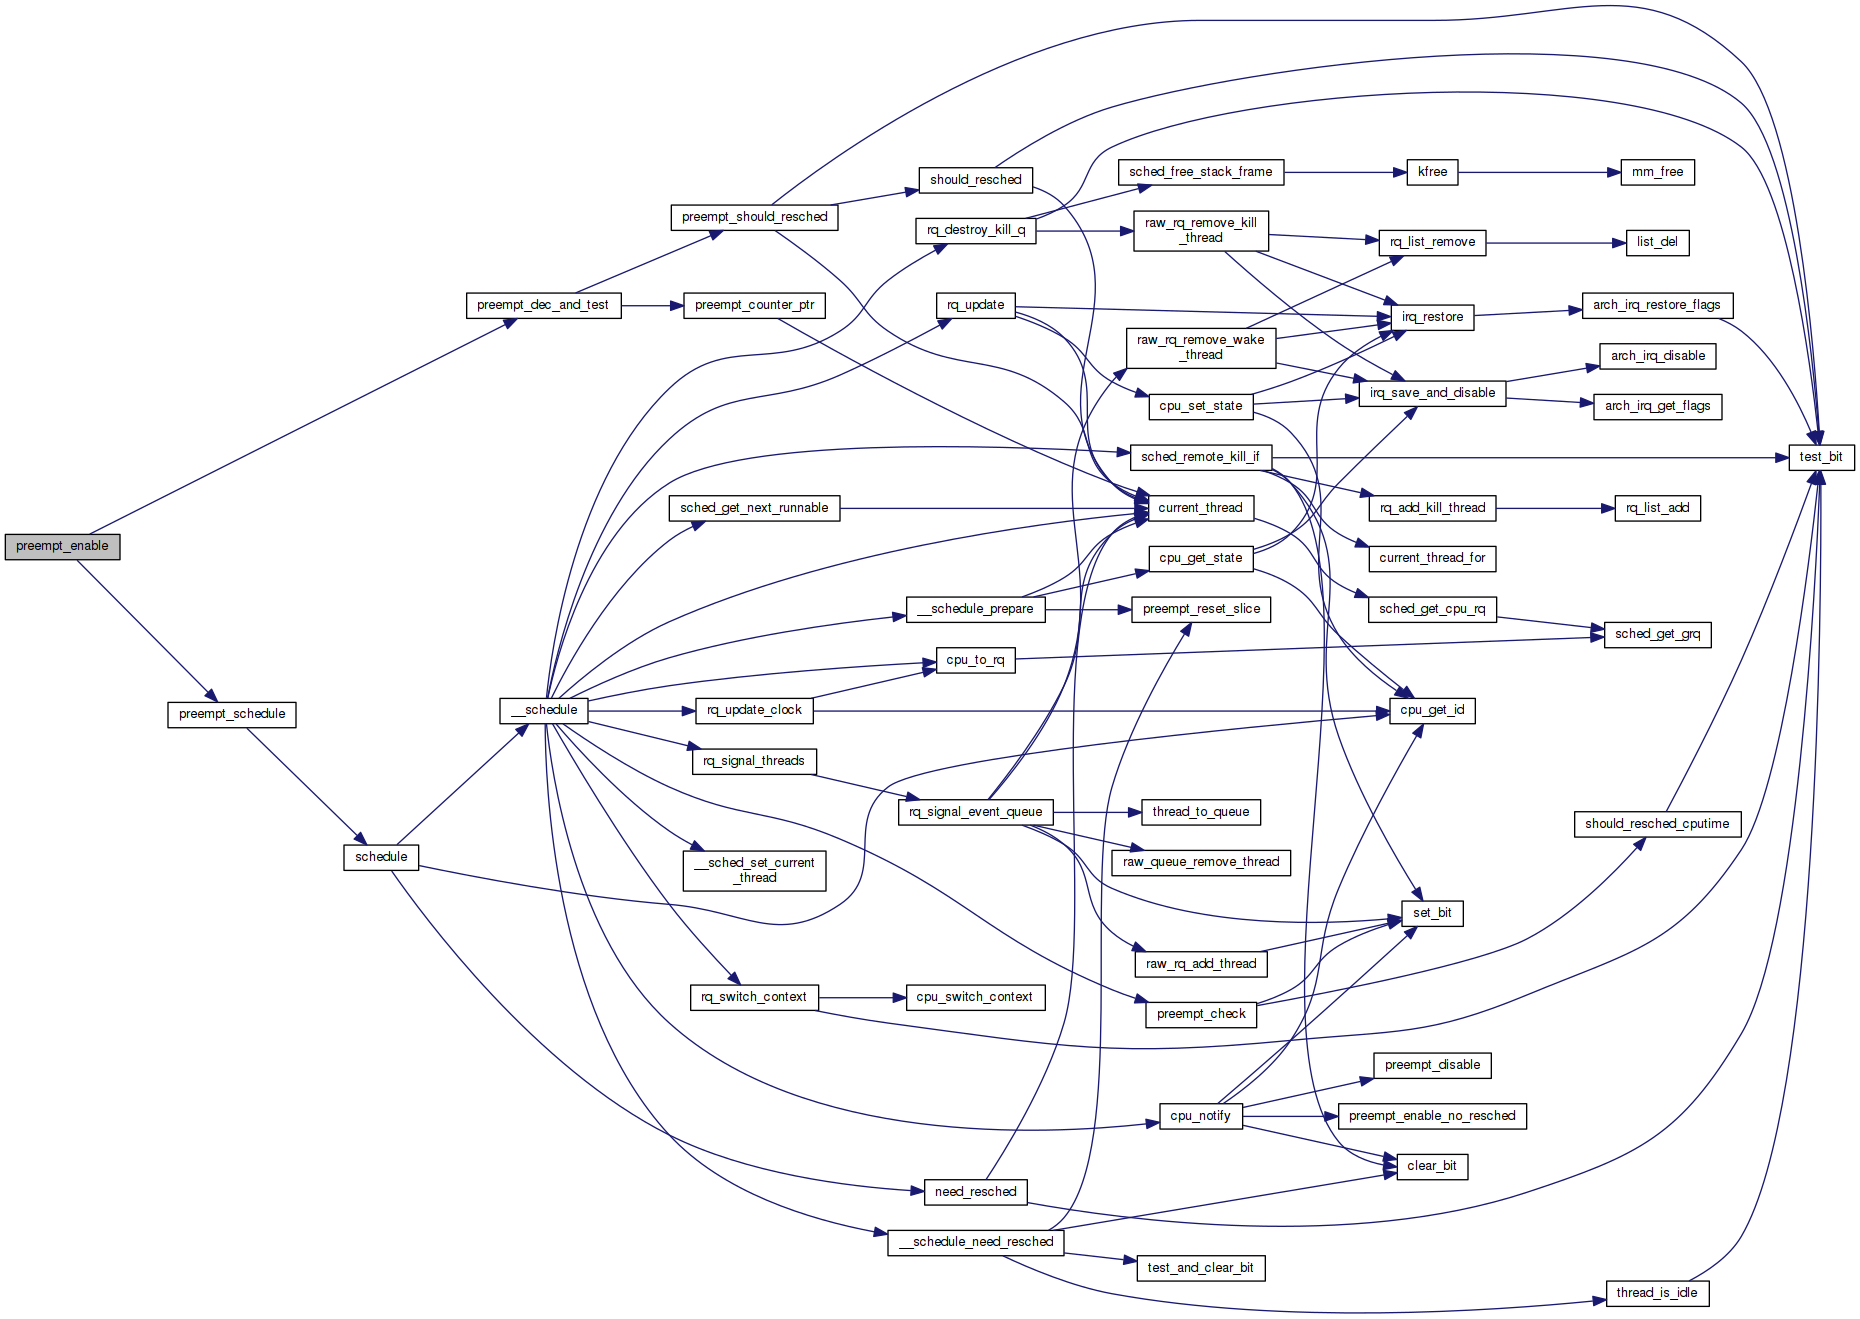 preempt_enable
preempt_dec_and_test
preempt_schedule
schedule
preempt_should_resched
preempt_counter_ptr
__schedule
sched_get_next_runnable
rq_update_clock
rq_signal_threads
__sched_set_current
_thread
rq_switch_context
should_resched
rq_destroy_kill_q
rq_update
__schedule_prepare
cpu_to_rq
rq_signal_event_queue
cpu_switch_context
need_resched
__schedule_need_resched
sched_free_stack_frame
raw_rq_remove_kill
_thread
raw_rq_remove_wake
_thread
cpu_set_state
sched_remote_kill_if
current_thread
cpu_get_state
preempt_reset_slice
thread_to_queue
raw_queue_remove_thread
raw_rq_add_thread
preempt_check
cpu_notify
test_and_clear_bit
kfree
rq_list_remove
irq_restore
irq_save_and_disable
rq_add_kill_thread
current_thread_for
sched_get_cpu_rq
cpu_get_id
set_bit
preempt_disable
preempt_enable_no_resched
clear_bit
mm_free
list_del
arch_irq_restore_flags
arch_irq_disable
arch_irq_get_flags
rq_list_add
sched_get_grq
should_resched_cputime
thread_is_idle
test_bit